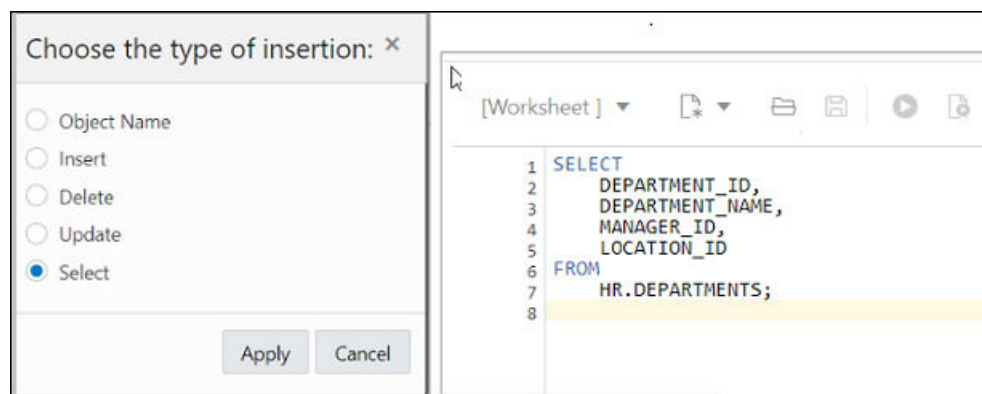 Choose the type of insertion: ×
Object Name
Insert
Delete
Update
Select
Apply Cancel
[Worksheet ]
1 SELECT
2 DEPARTMENT_ID,
3 DEPARTMENT_NAME,
4 MANAGER_ID,
5 LOCATION_ID
6 FROM
7 HR.DEPARTMENTS;
8